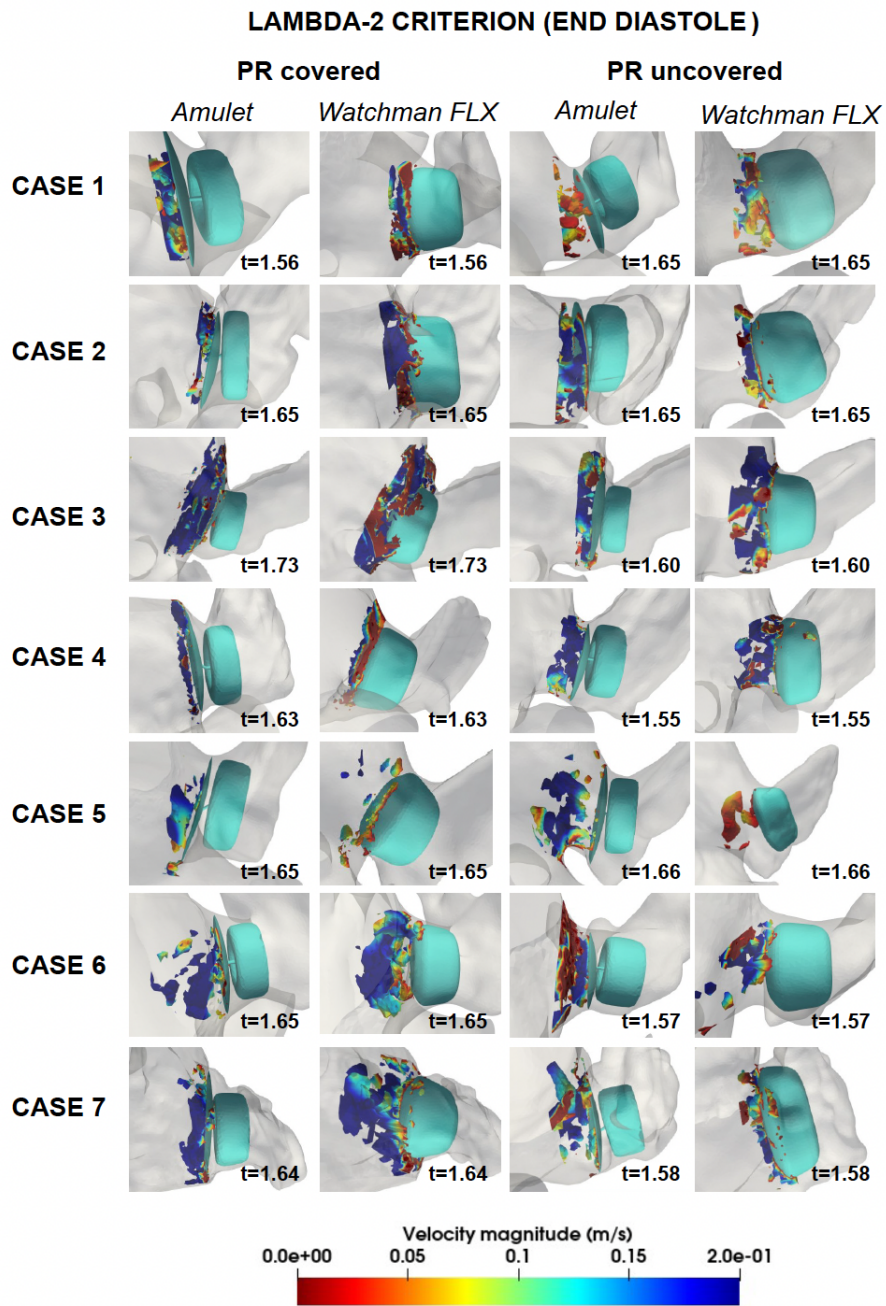 LAMBDA-2 CRITERION (END DIASTOLE)
PR covered PR uncovered
Amulet Watchman FLX Amulet Watchman FLX
CASE 1
t=1.56 t=1.56 t=1.65 t=1.65
CASE 2
t=1.65 t=1.65 t=1.65 t=1.65
CASE 3
t=1.73 t=1.73 t=1.60 t=1.60
CASE 4
t=1.63 t=1.63 t=1.55 t=1.55
CASE 5
t=1.65 t=1.65 t=1.66 t=1.66
CASE 6
t=1.65 t=1.65 t=1.57 t=1.57
CASE 7
t=1.64 t=1.64 t=1.58 t=1.58
Velocity magnitude (m/s)
0.0e+00 0.05 0.1 0.15 2.0e-01